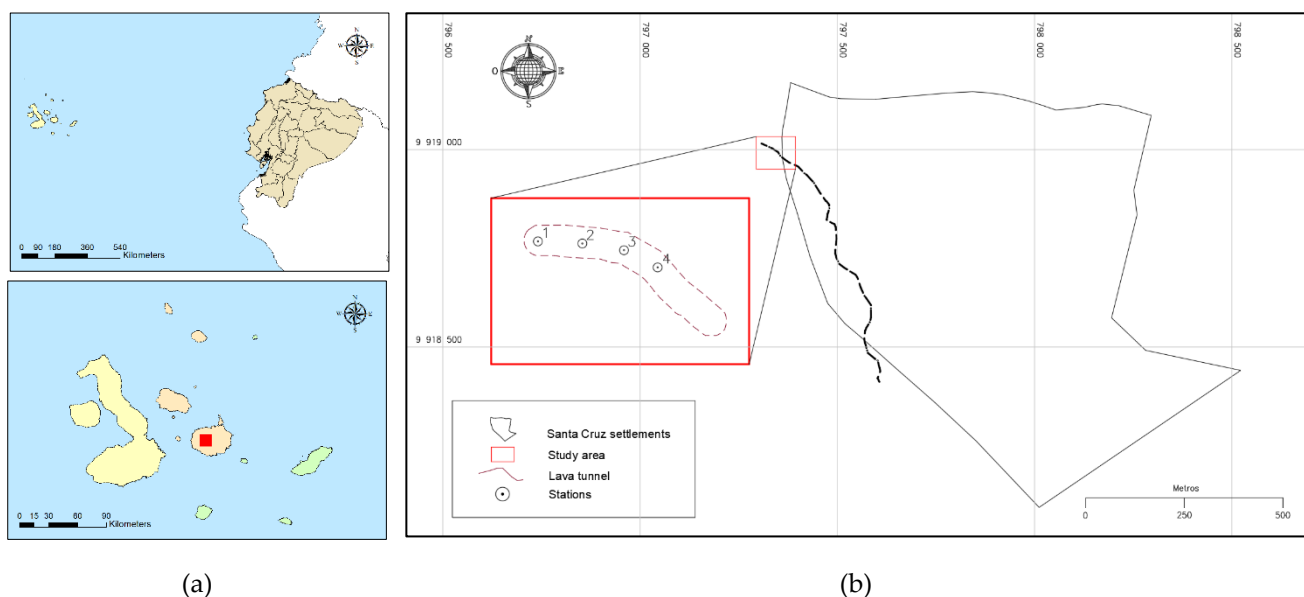 N
W E
S
0 90 180 360 540
Kilometers
N
W E
S
0 15 30 60 90
Kilometers
(a)
796 500
797 000
797 500
798 000
798 500
N
O
S
9 919 000
9 918 500
1
2
3
4
Santa Cruz settlements
Study area
Lava tunnel
Stations
Metros
0 250 500
(b)